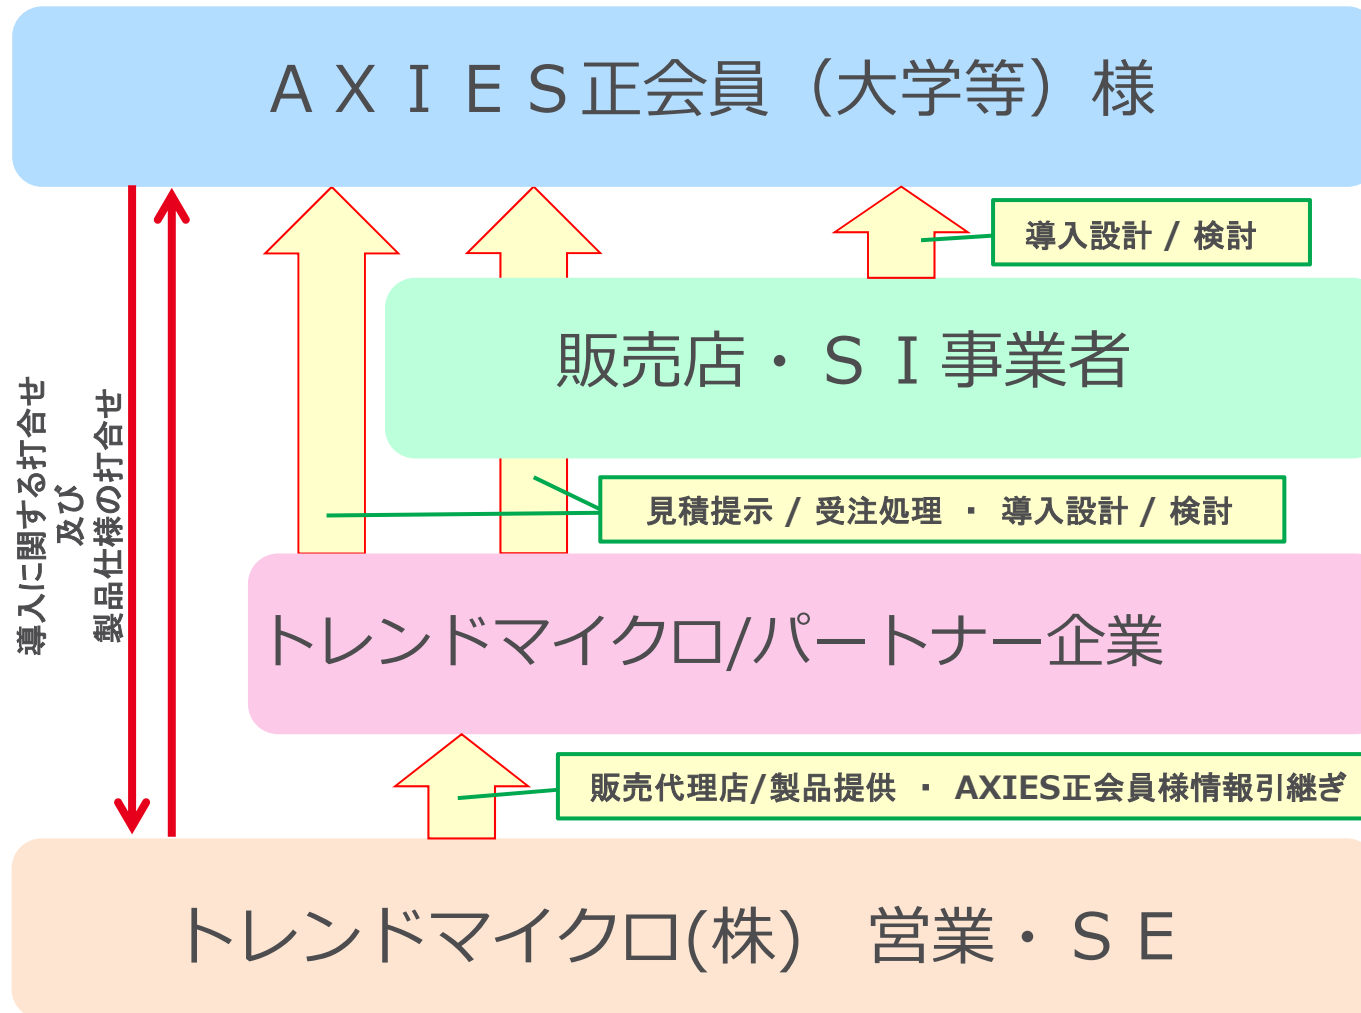 ＡＸＩＥＳ正会員（大学等）様
導入設計 / 検討
販売店・ＳＩ事業者
導入に関する打合せ
及び
製品仕様の打合せ
見積提示 / 受注処理 ・ 導入設計 / 検討
トレンドマイクロ/パートナー企業
販売代理店/製品提供 ・ AXIES正会員様情報引継ぎ
トレンドマイクロ(株)　営業・ＳＥ